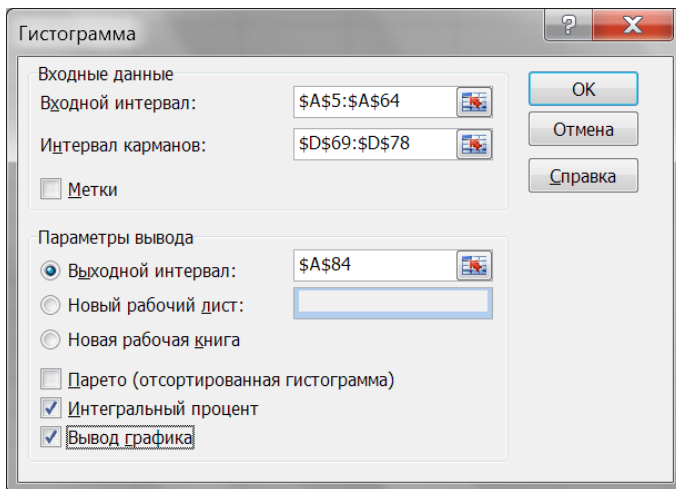 Гистограмма
Входные данные
Входной интервал: $A$5:$A$64
Интервал карманов: $D$69:$D$78
Метки
OK
Отмена
Справка
Параметры вывода
Выходной интервал: $A$84
Новый рабочий лист:
Новая рабочая книга
Парето (отсортированная гистограмма)
Интегральный процент
Вывод графика